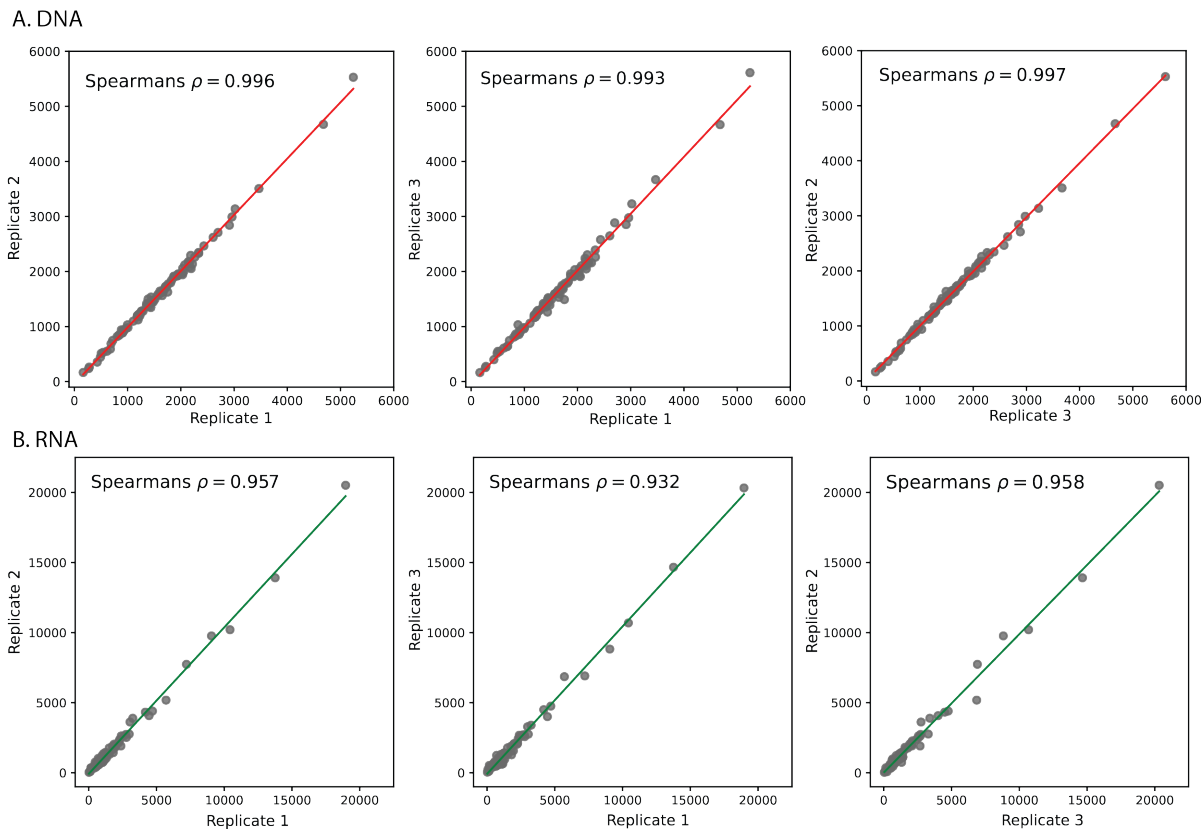 A. DNA
Spearmans ρ = 0.996
6000
5000
4000
3000
2000
1000
0
Replicate 2
0 1000 2000 3000 4000 5000 6000
Replicate 1
Spearmans ρ = 0.993
6000
5000
4000
3000
2000
1000
0
Replicate 3
0 1000 2000 3000 4000 5000 6000
Replicate 1
Spearmans ρ = 0.997
6000
5000
4000
3000
2000
1000
0
Replicate 2
0 1000 2000 3000 4000 5000 6000
Replicate 3
B. RNA
Spearmans ρ = 0.957
20000
15000
10000
5000
0
Replicate 2
0 5000 10000 15000 20000
Replicate 1
Spearmans ρ = 0.932
20000
15000
10000
5000
0
Replicate 3
0 5000 10000 15000 20000
Replicate 1
Spearmans ρ = 0.958
20000
15000
10000
5000
0
Replicate 2
0 5000 10000 15000 20000
Replicate 3